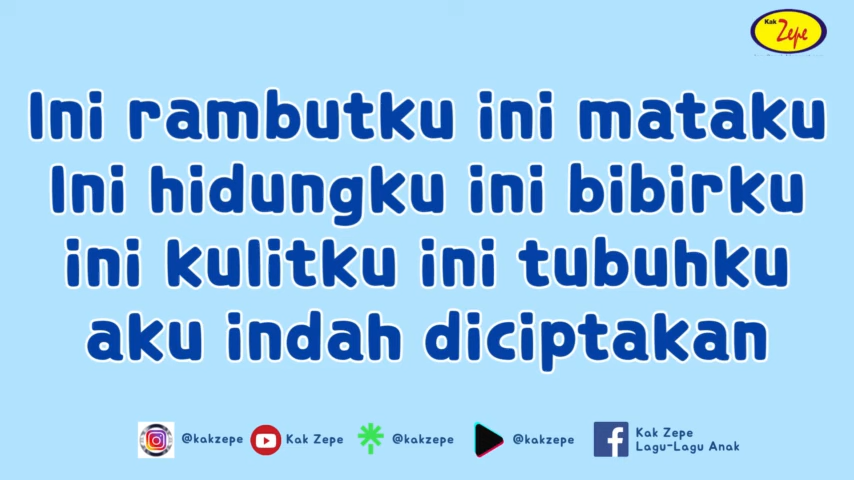 Kak Zepe
Ini rambutku ini mataku
Ini hidungku ini bibirku
ini kulitku ini tubuhku
aku indah diciptakan
@kakzepe
Kak Zepe
@kakzepe
@kakzepe
Kak Zepe
Lagu-Lagu Anak